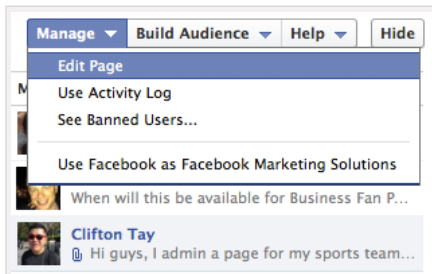 Manage Build Audience Help Hide
Edit Page
M
Use Activity Log
See Banned Users...
Use Facebook as Facebook Marketing Solutions
When will this be available for Business Fan P...
Clifton Tay
Hi guys, I admin a page for my sports team...